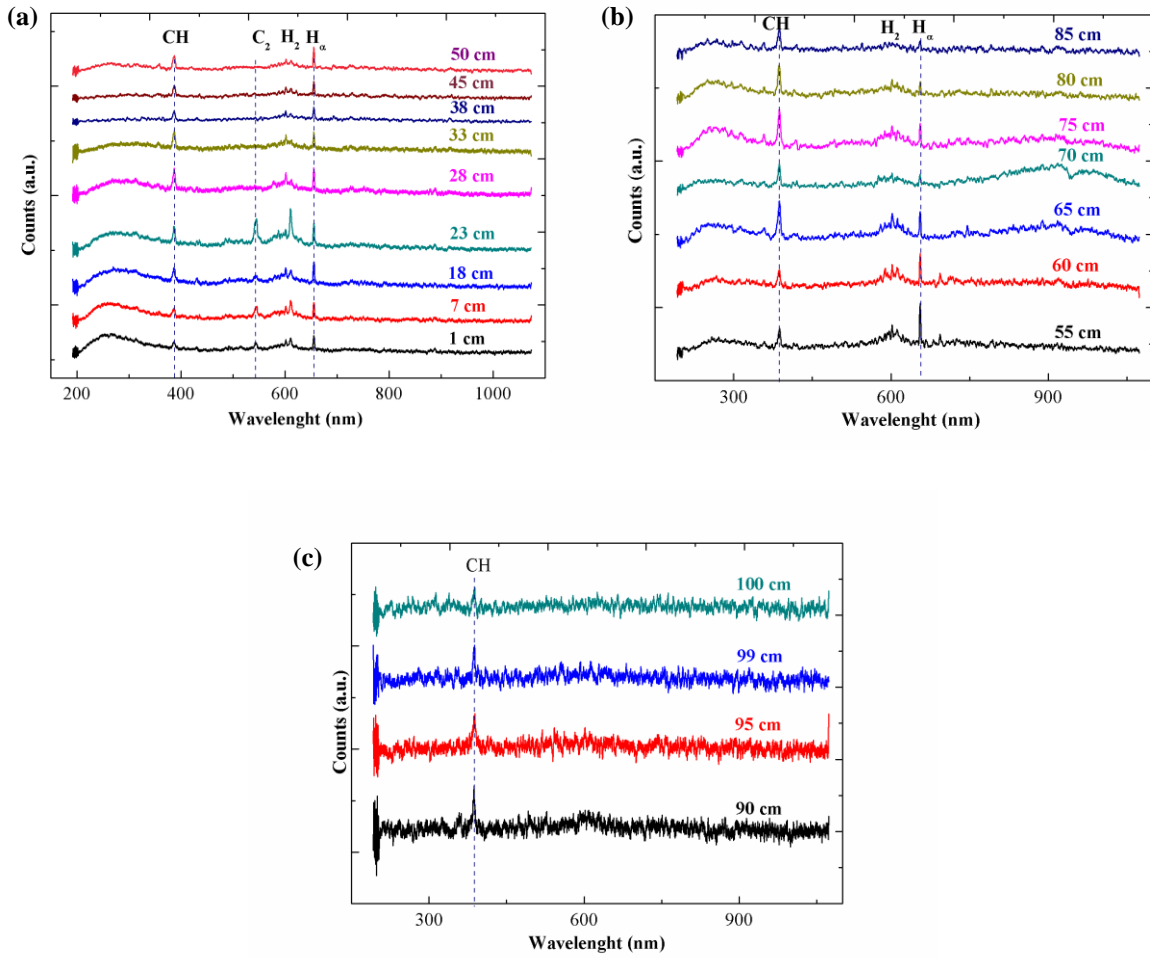 (a)
CH C₂ H₂ Hα
50 cm
45 cm
38 cm
33 cm
28 cm
23 cm
18 cm
7 cm
1 cm
Counts (a.u.)
200 400 600 800 1000
Wavelenght (nm)
(b)
CH H₂ Hα
85 cm
80 cm
75 cm
70 cm
65 cm
60 cm
55 cm
Counts (a.u.)
300 600 900
Wavelenght (nm)
(c)
CH
100 cm
99 cm
95 cm
90 cm
Counts (a.u.)
300 600 900
Wavelenght (nm)